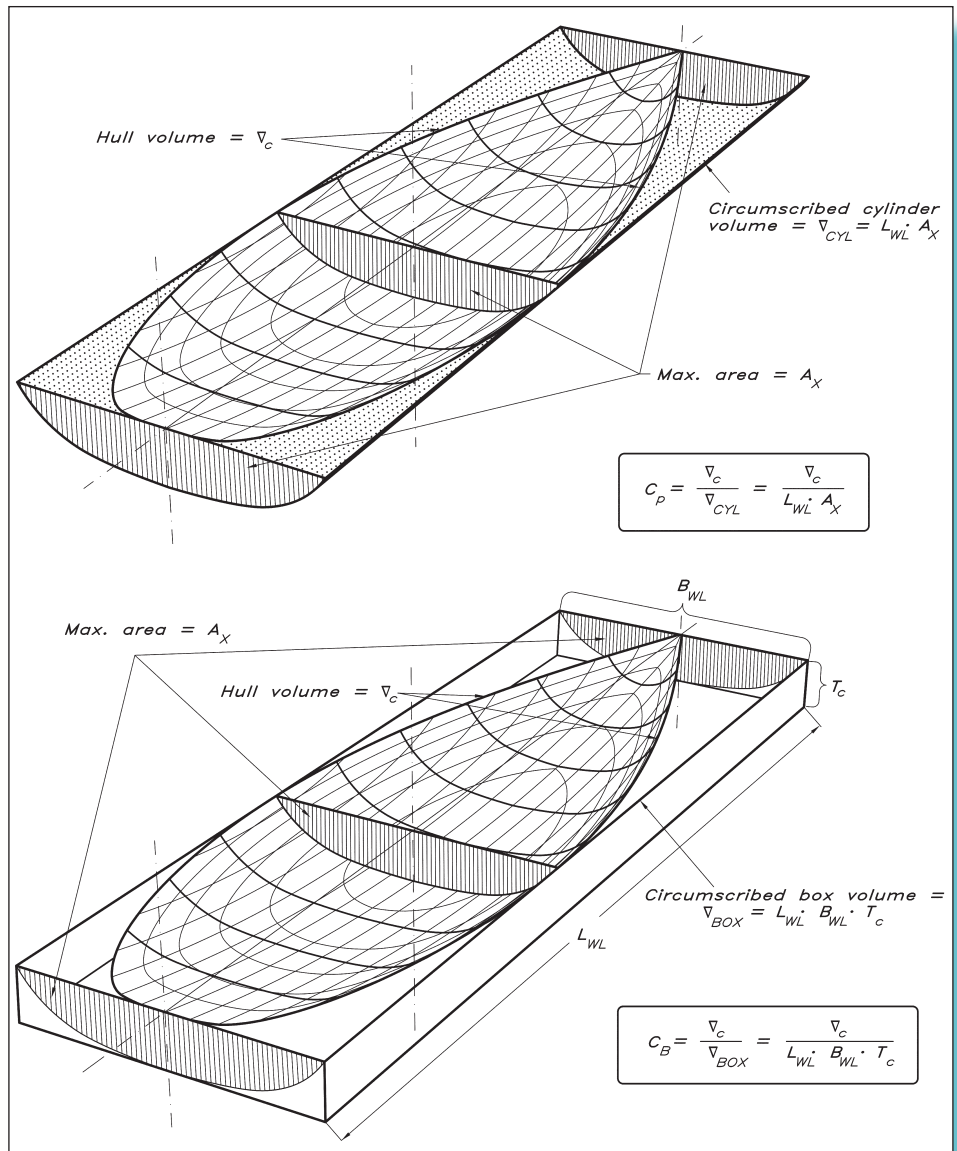 Hull volume = ∇c
Circumscribed cylinder
volume = ∇CYL = LWL · AX
Max. area = AX
CP = ∇c / ∇CYL = ∇c / LWL · AX
BWL
Max. area = AX
Hull volume = ∇c
Tc
Circumscribed box volume =
∇BOX = LWL · BWL · Tc
LWL
CB = ∇c / ∇BOX = ∇c / LWL · BWL · Tc